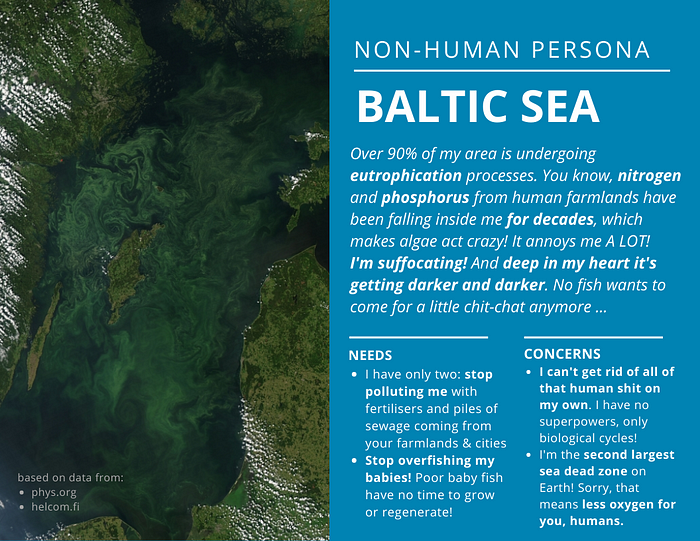 NON-HUMAN PERSONA
BALTIC SEA
Over 90% of my area is undergoing
eutrophication processes. You know, nitrogen
and phosphorus from human farmlands have
been falling inside me for decades, which
makes algae act crazy! It annoys me A LOT!
I'm suffocating! And deep in my heart it's
getting darker and darker. No fish wants to
come for a little chit-chat anymore ...
NEEDS
• I have only two: stop
polluting me with
fertilisers and piles of
sewage coming from
your farmlands & cities
• Stop overfishing my
babies! Poor baby fish
have no time to grow
or regenerate!
CONCERNS
• I can't get rid of all of
that human shit on
my own. I have no
superpowers, only
biological cycles!
• I'm the second largest
sea dead zone on
Earth! Sorry, that
means less oxygen for
you, humans.
based on data from:
• phys.org
• helcom.fi